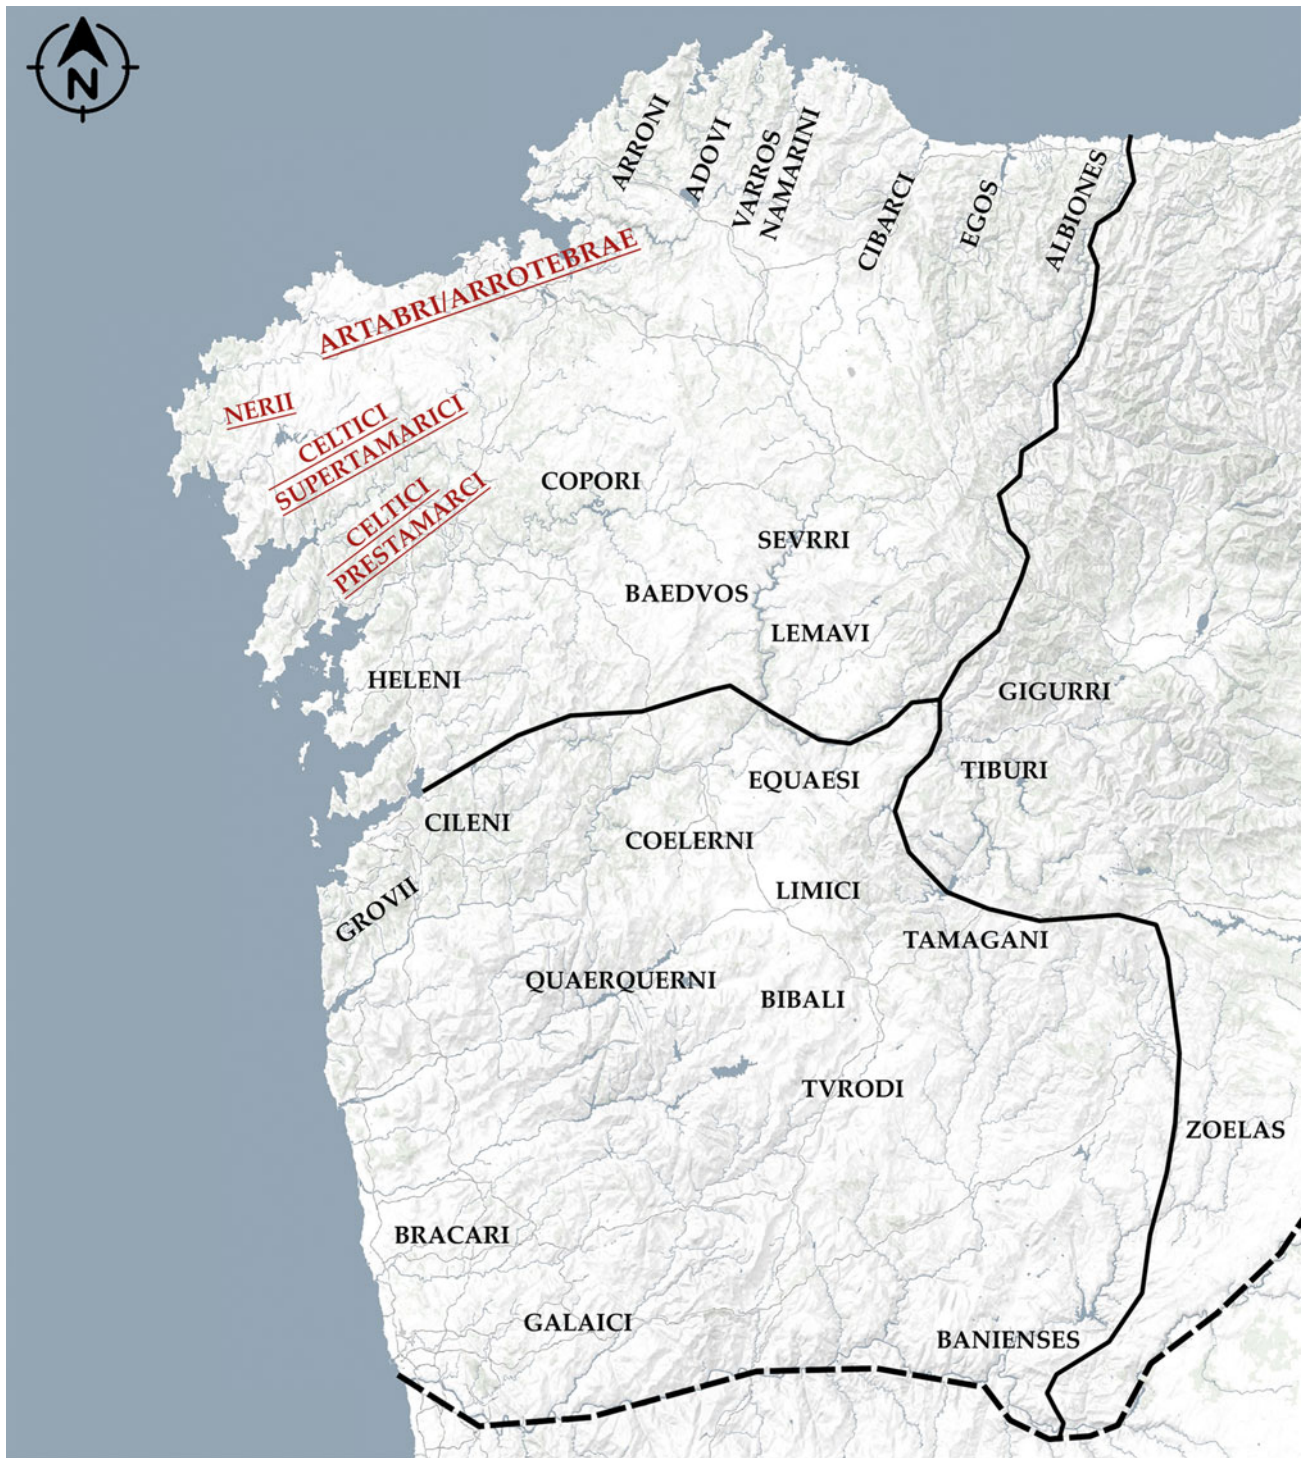 N
ARRONI
ADOVI
VARROS
NAMARINI
CIBARCI
EGOS
ALBIONES
ARTABRI/ARROTEBRAE
NERII
CELTICI
SUPERTAMARICI
CELTICI
PRESTAMARCI
COPORI
SEVRRI
BAEDVOS
LEMAVI
HELENI
GIGURRI
EQUAESI
TIBURI
CILENI
COELERNI
LIMICI
GROVII
TAMAGANI
QUAERQUERNI
BIBALI
TVRODI
ZOELAS
BRACARI
GALAICI
BANIENSES